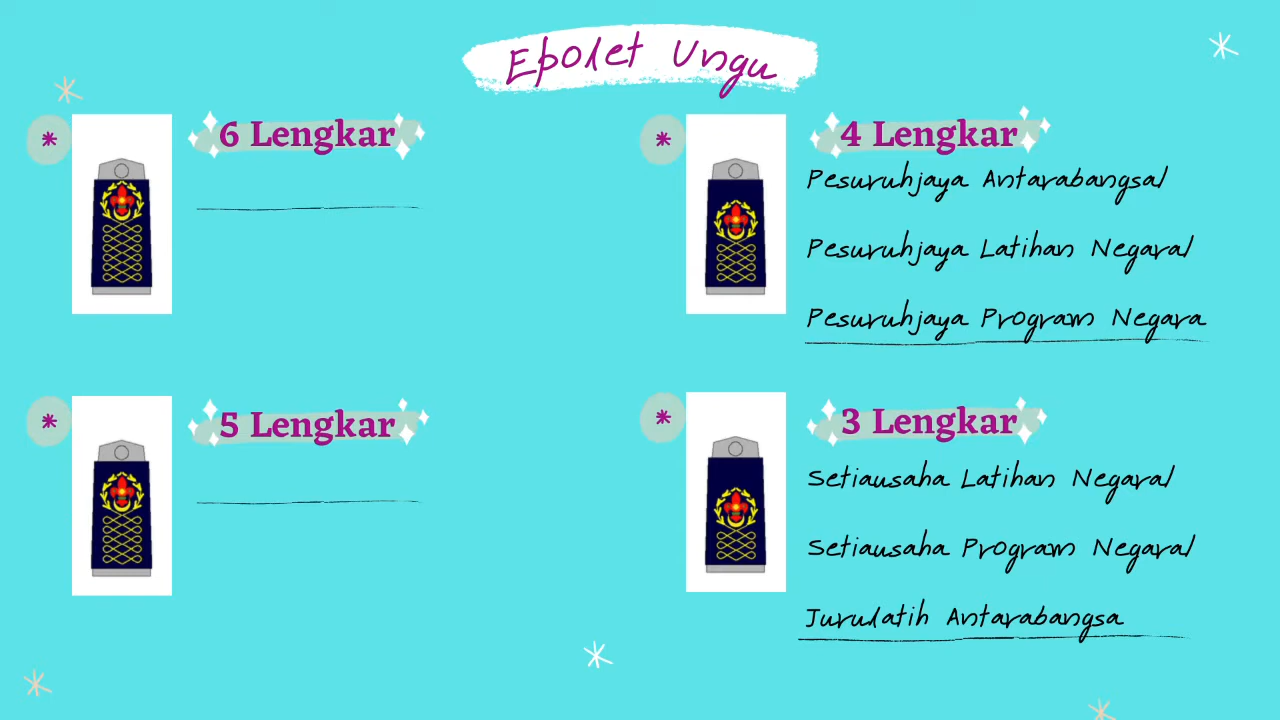 Epolet Ungu
6 Lengkar
5 Lengkar
4 Lengkar
Pesuruhjaya Antarabangsa/
Pesuruhjaya Latihan Negara/
Pesuruhjaya Program Negara
3 Lengkar
Setiausaha Latihan Negara/
Setiausaha Program Negara/
Jurulatih Antarabangsa